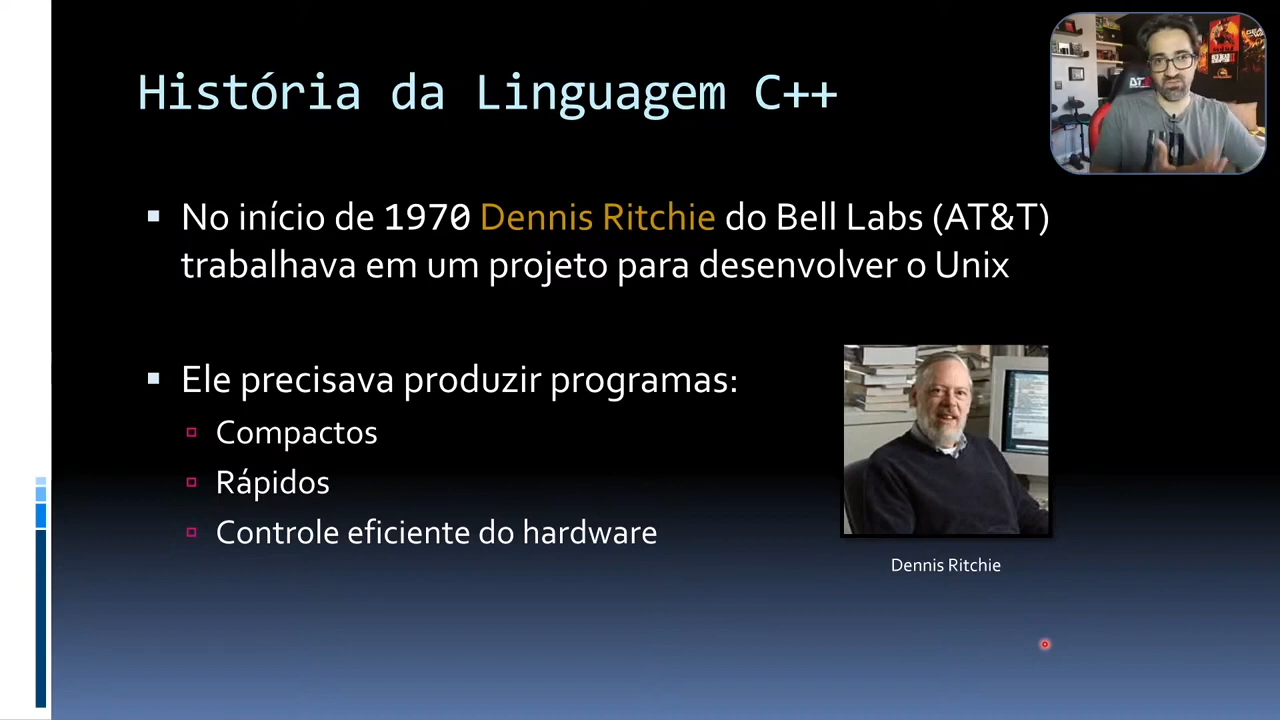 História da Linguagem C++
No início de 1970 Dennis Ritchie do Bell Labs (AT&T)
trabalhava em um projeto para desenvolver o Unix
Ele precisava produzir programas:
Compactos
Rápidos
Controle eficiente do hardware
Dennis Ritchie